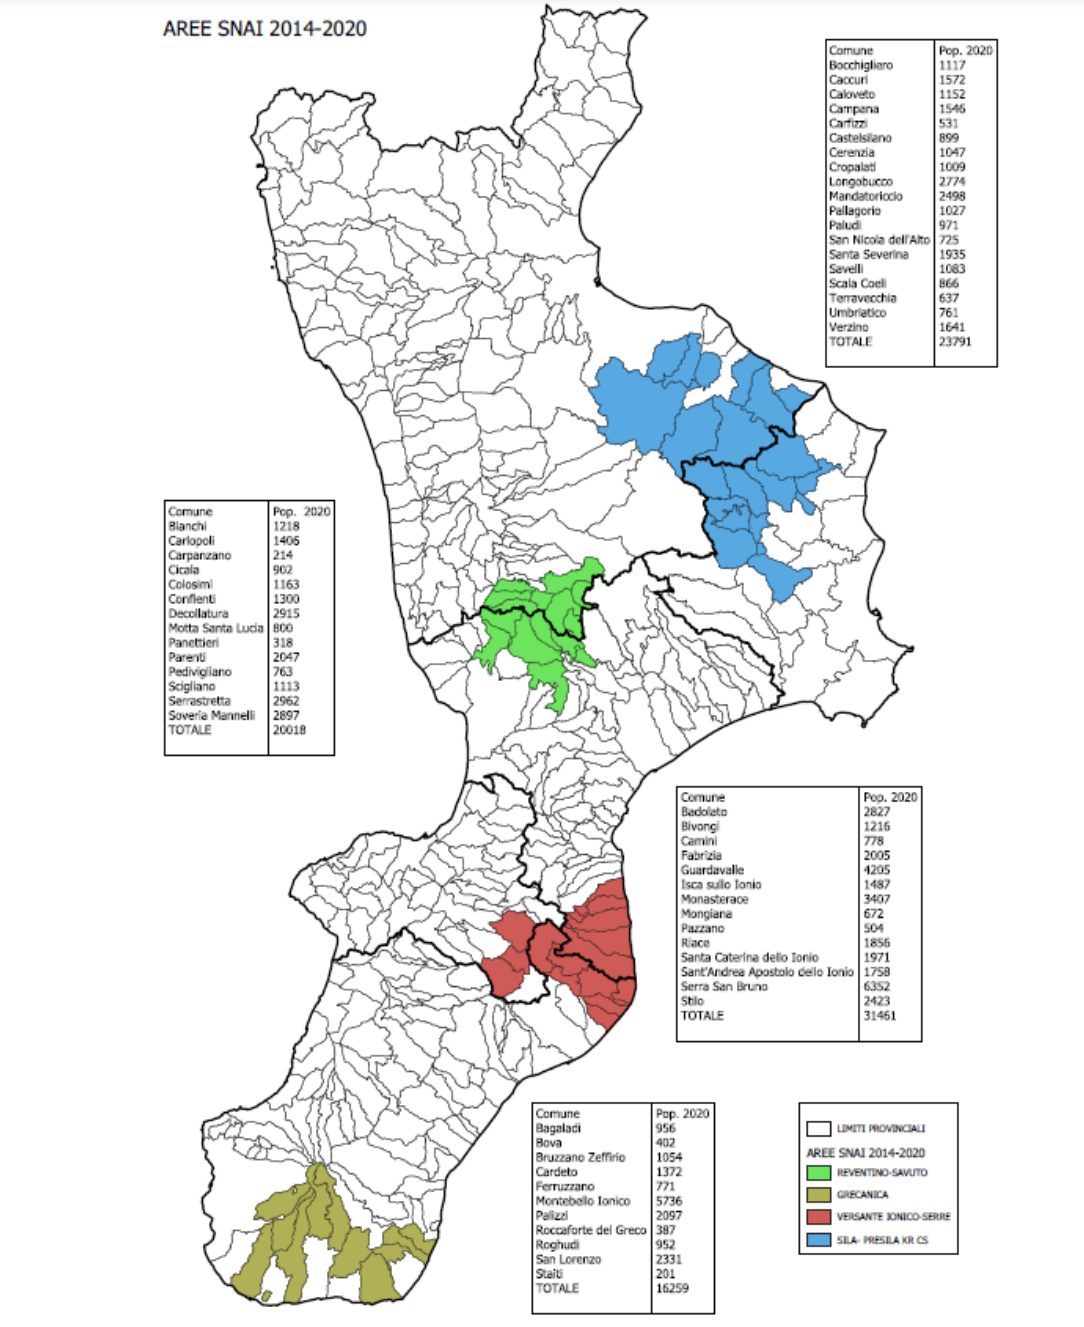 AREE SNAI 2014-2020
Comune Pop. 2020
Bocchigliero 1117
Caccuri 1572
Caloveto 1152
Campana 1546
Carfizzi 531
Castelsilano 899
Cerenzia 1047
Cropalati 1009
Longobucco 2774
Mandatoriccio 2498
Pallagorio 1027
Paludi 971
San Nicola dell'Alto 725
Santa Severina 1935
Savelli 1083
Scala Coeli 866
Terravecchia 637
Umbriatico 761
Verzino 1641
TOTALE 23791
Comune Pop. 2020
Bianchi 1218
Carlopoli 1406
Carpanzano 214
Cicala 902
Colosimi 1163
Conflenti 1300
Decollatura 2915
Motta Santa Lucia 800
Panettieri 318
Parenti 2047
Pedivigliano 763
Scigliano 1113
Serrastretta 2962
Soveria Mannelli 2897
TOTALE 20018
Comune Pop. 2020
Badolato 2827
Bivongi 1216
Camini 778
Fabrizia 2005
Guardavalle 4205
Isca sullo Ionio 1487
Monasterace 3407
Mongiana 672
Pazzano 504
Riace 1856
Santa Caterina dello Ionio 1971
Sant'Andrea Apostolo dello Ionio 1758
Serra San Bruno 6352
Stilo 2423
TOTALE 31461
Comune Pop. 2020
Bagaladi 956
Bova 402
Bruzzano Zeffirio 1054
Cardeto 1372
Ferruzzano 771
Montebello Ionico 5736
Palizzi 2097
Roccaforte del Greco 387
Roghudi 952
San Lorenzo 2331
Staiti 201
TOTALE 16259
LIMITI PROVINCIALI
AREE SNAI 2014-2020
REVENTINO-SAVUTO
GRECANICA
VERSANTE IONICO-SERRE
SILA- PRESILA KR CS